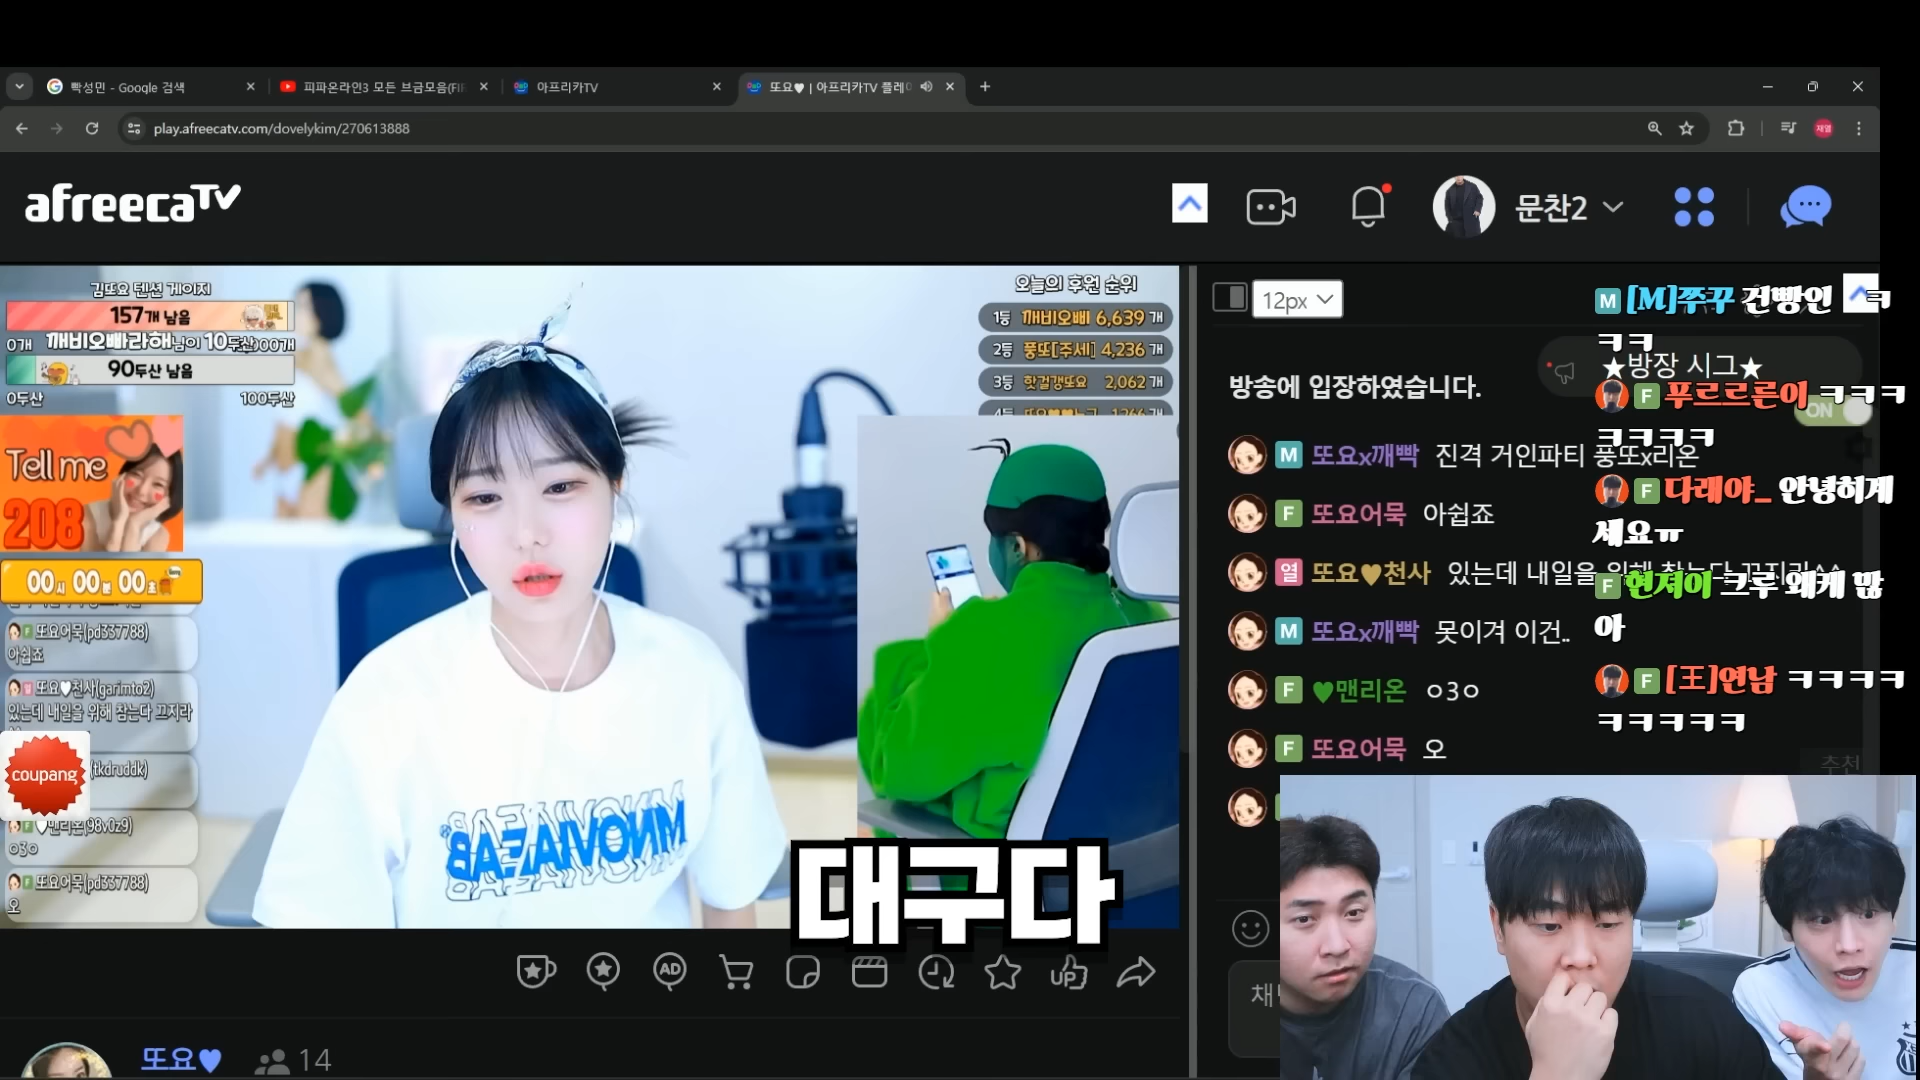 빡성민 - Google 검색
피파온라인3 모든 브금모음(FIF
아프리카TV
또요♥ | 아프리카TV 플레이
play.afreecatv.com/dovelykim/270613888
afreecaTV
문찬2
김또요 텐션 게이지
157개 남음
0개
깨비오빠라해님이 10두산
00개
90두산 남음
0두산
100두산
Tell me
208
00시 00분 00초
또요어묵(pd337788)
아쉽죠
또요♥천사(garimto2)
있는데 내일을 위해 참는다 끄지라
(tkdruddk)
coupang
♥맨리온(98v0z9)
o3o
또요어묵(pd337788)
오
오늘의 후원 순위
1등 깨비오삐 6,639 개
2등 풍또[주세] 4,236 개
3등 핫걸갱또요 2,062 개
대구다
AD
UP
또요♥
14
12px
★방장 시그★
ON
방송에 입장하였습니다.
M 또요x깨빡 진격 거인파티 풍또x리온
F 또요어묵 아쉽죠
열 또요♥천사 있는데 내일을 위해 참는다 끄지라^^
M 또요x깨빡 못이겨 이건..
F ♥맨리온 o3o
F 또요어묵 오
추천
M [M]쭈꾸 건빵인 ㅋ
ㅋㅋ
F 푸르르른이 ㅋㅋㅋ
ㅋㅋㅋㅋ
F 다래야_ 안녕히계
세요ㅠ
F 현져이 그루 왜케 많
아
F [王]연남 ㅋㅋㅋㅋ
ㅋㅋㅋㅋㅋ